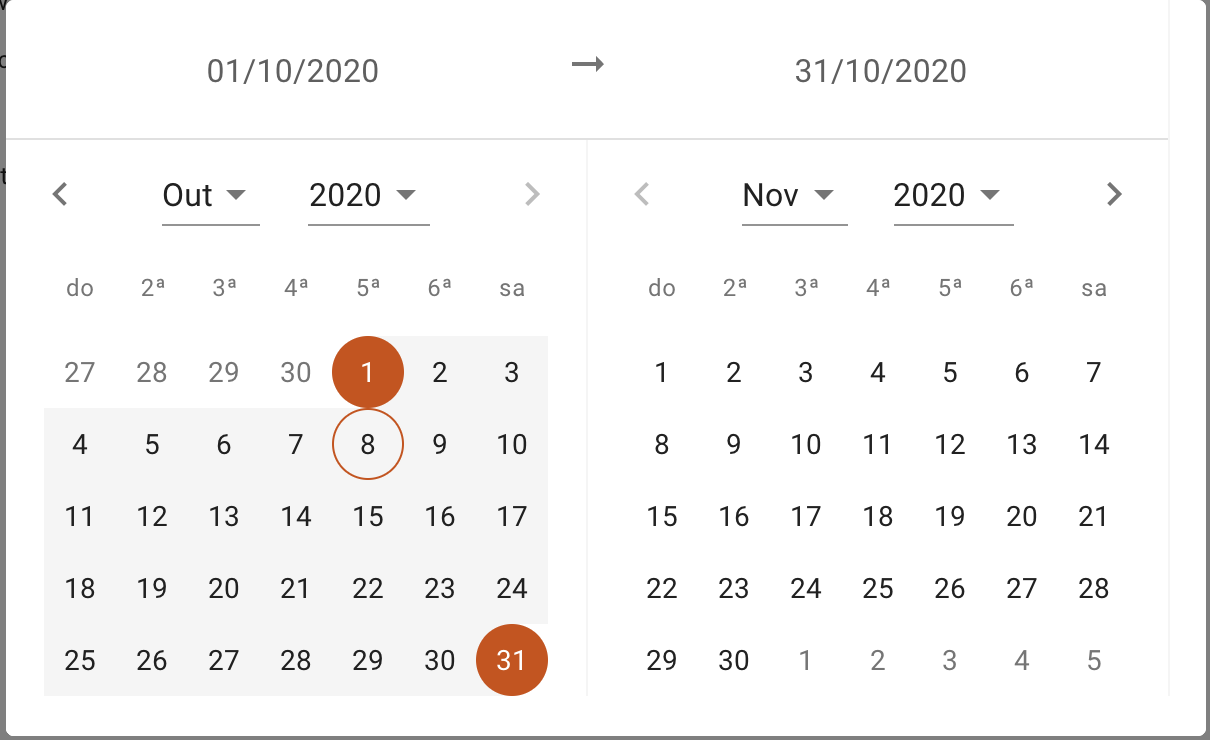 01/10/2020 → 31/10/2020
Out 2020
do 2ª 3ª 4ª 5ª 6ª sa
27 28 29 30 1 2 3
4 5 6 7 8 9 10
11 12 13 14 15 16 17
18 19 20 21 22 23 24
25 26 27 28 29 30 31
Nov 2020
do 2ª 3ª 4ª 5ª 6ª sa
1 2 3 4 5 6 7
8 9 10 11 12 13 14
15 16 17 18 19 20 21
22 23 24 25 26 27 28
29 30 1 2 3 4 5